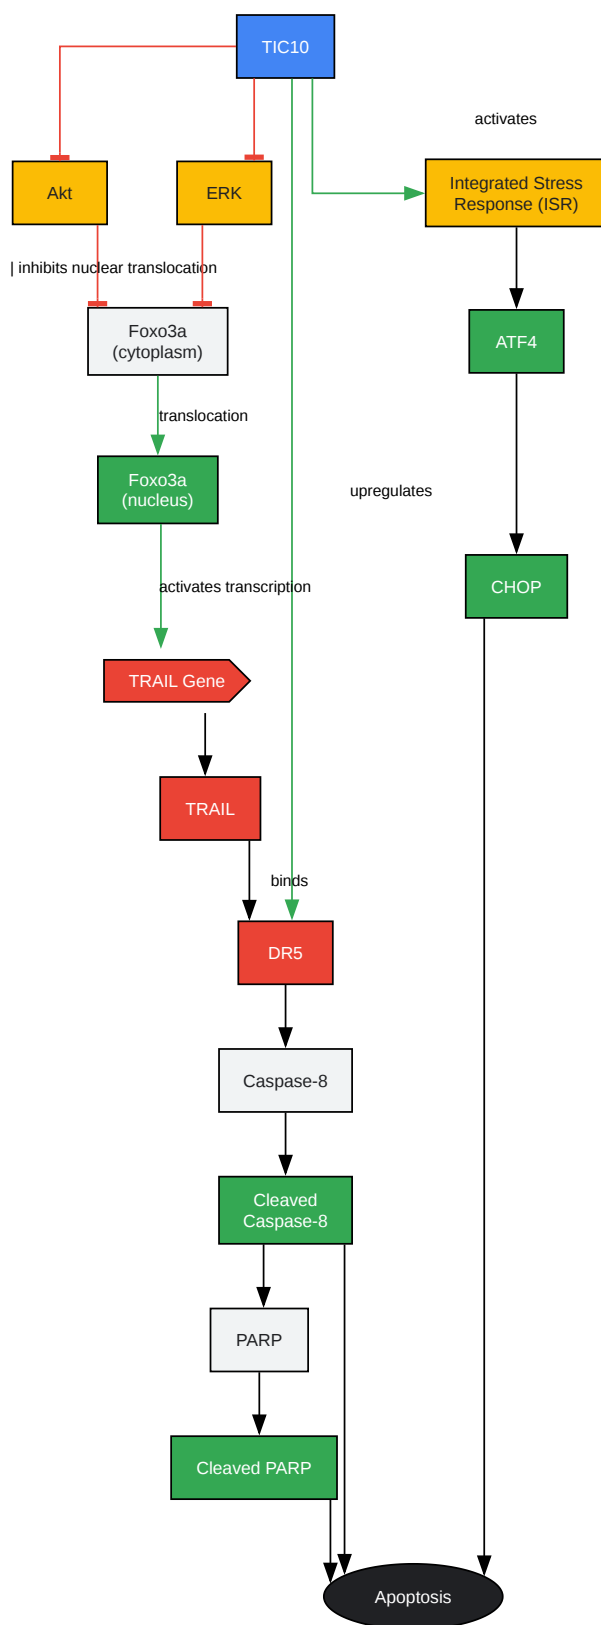 TIC10
activates
Akt
ERK
Integrated Stress
Response (ISR)
| inhibits nuclear translocation
Foxo3a
(cytoplasm)
ATF4
translocation
Foxo3a
(nucleus)
upregulates
activates transcription
CHOP
TRAIL Gene
TRAIL
binds
DR5
Caspase-8
Cleaved
Caspase-8
PARP
Cleaved PARP
Apoptosis